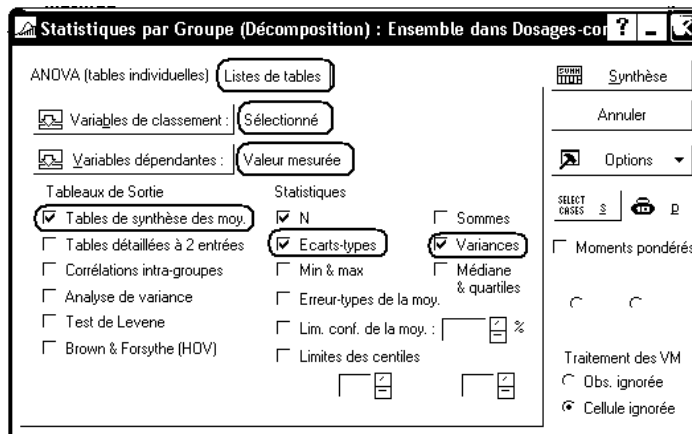 Statistiques par Groupe (Décomposition) : Ensemble dans Dosages-cor
ANOVA (tables individuelles) Listes de tables
Variables de classement : Sélectionné
Variables dépendantes : Valeur mesurée
Tableaux de Sortie
Tables de synthèse des moy.
Tables détaillées à 2 entrées
Corrélations intra-groupes
Analyse de variance
Test de Levene
Brown & Forsythe (HOV)
Statistiques
N
Sommes
Ecarts-types
Variances
Min & max
Médiane
& quartiles
Erreur-types de la moy.
Lim. conf. de la moy. : %
Limites des centiles
Synthèse
Annuler
Options
SELECT
CASES S D
Moments pondérés
Traitement des VM
Obs. ignorée
Cellule ignorée